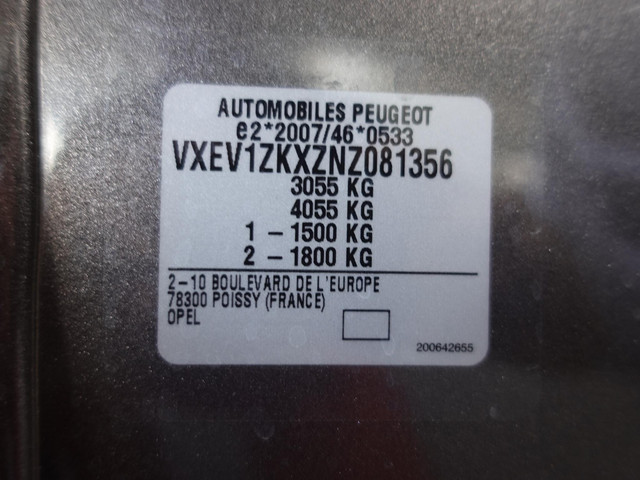 AUTOMOBILES PEUGEOT
e2*2007/46*0533
VXEV1ZKXZNZ081356
3055 KG
4055 KG
1 - 1500 KG
2 - 1800 KG
2-10 BOULEVARD DE L'EUROPE
78300 POISSY (FRANCE)
OPEL
200642655